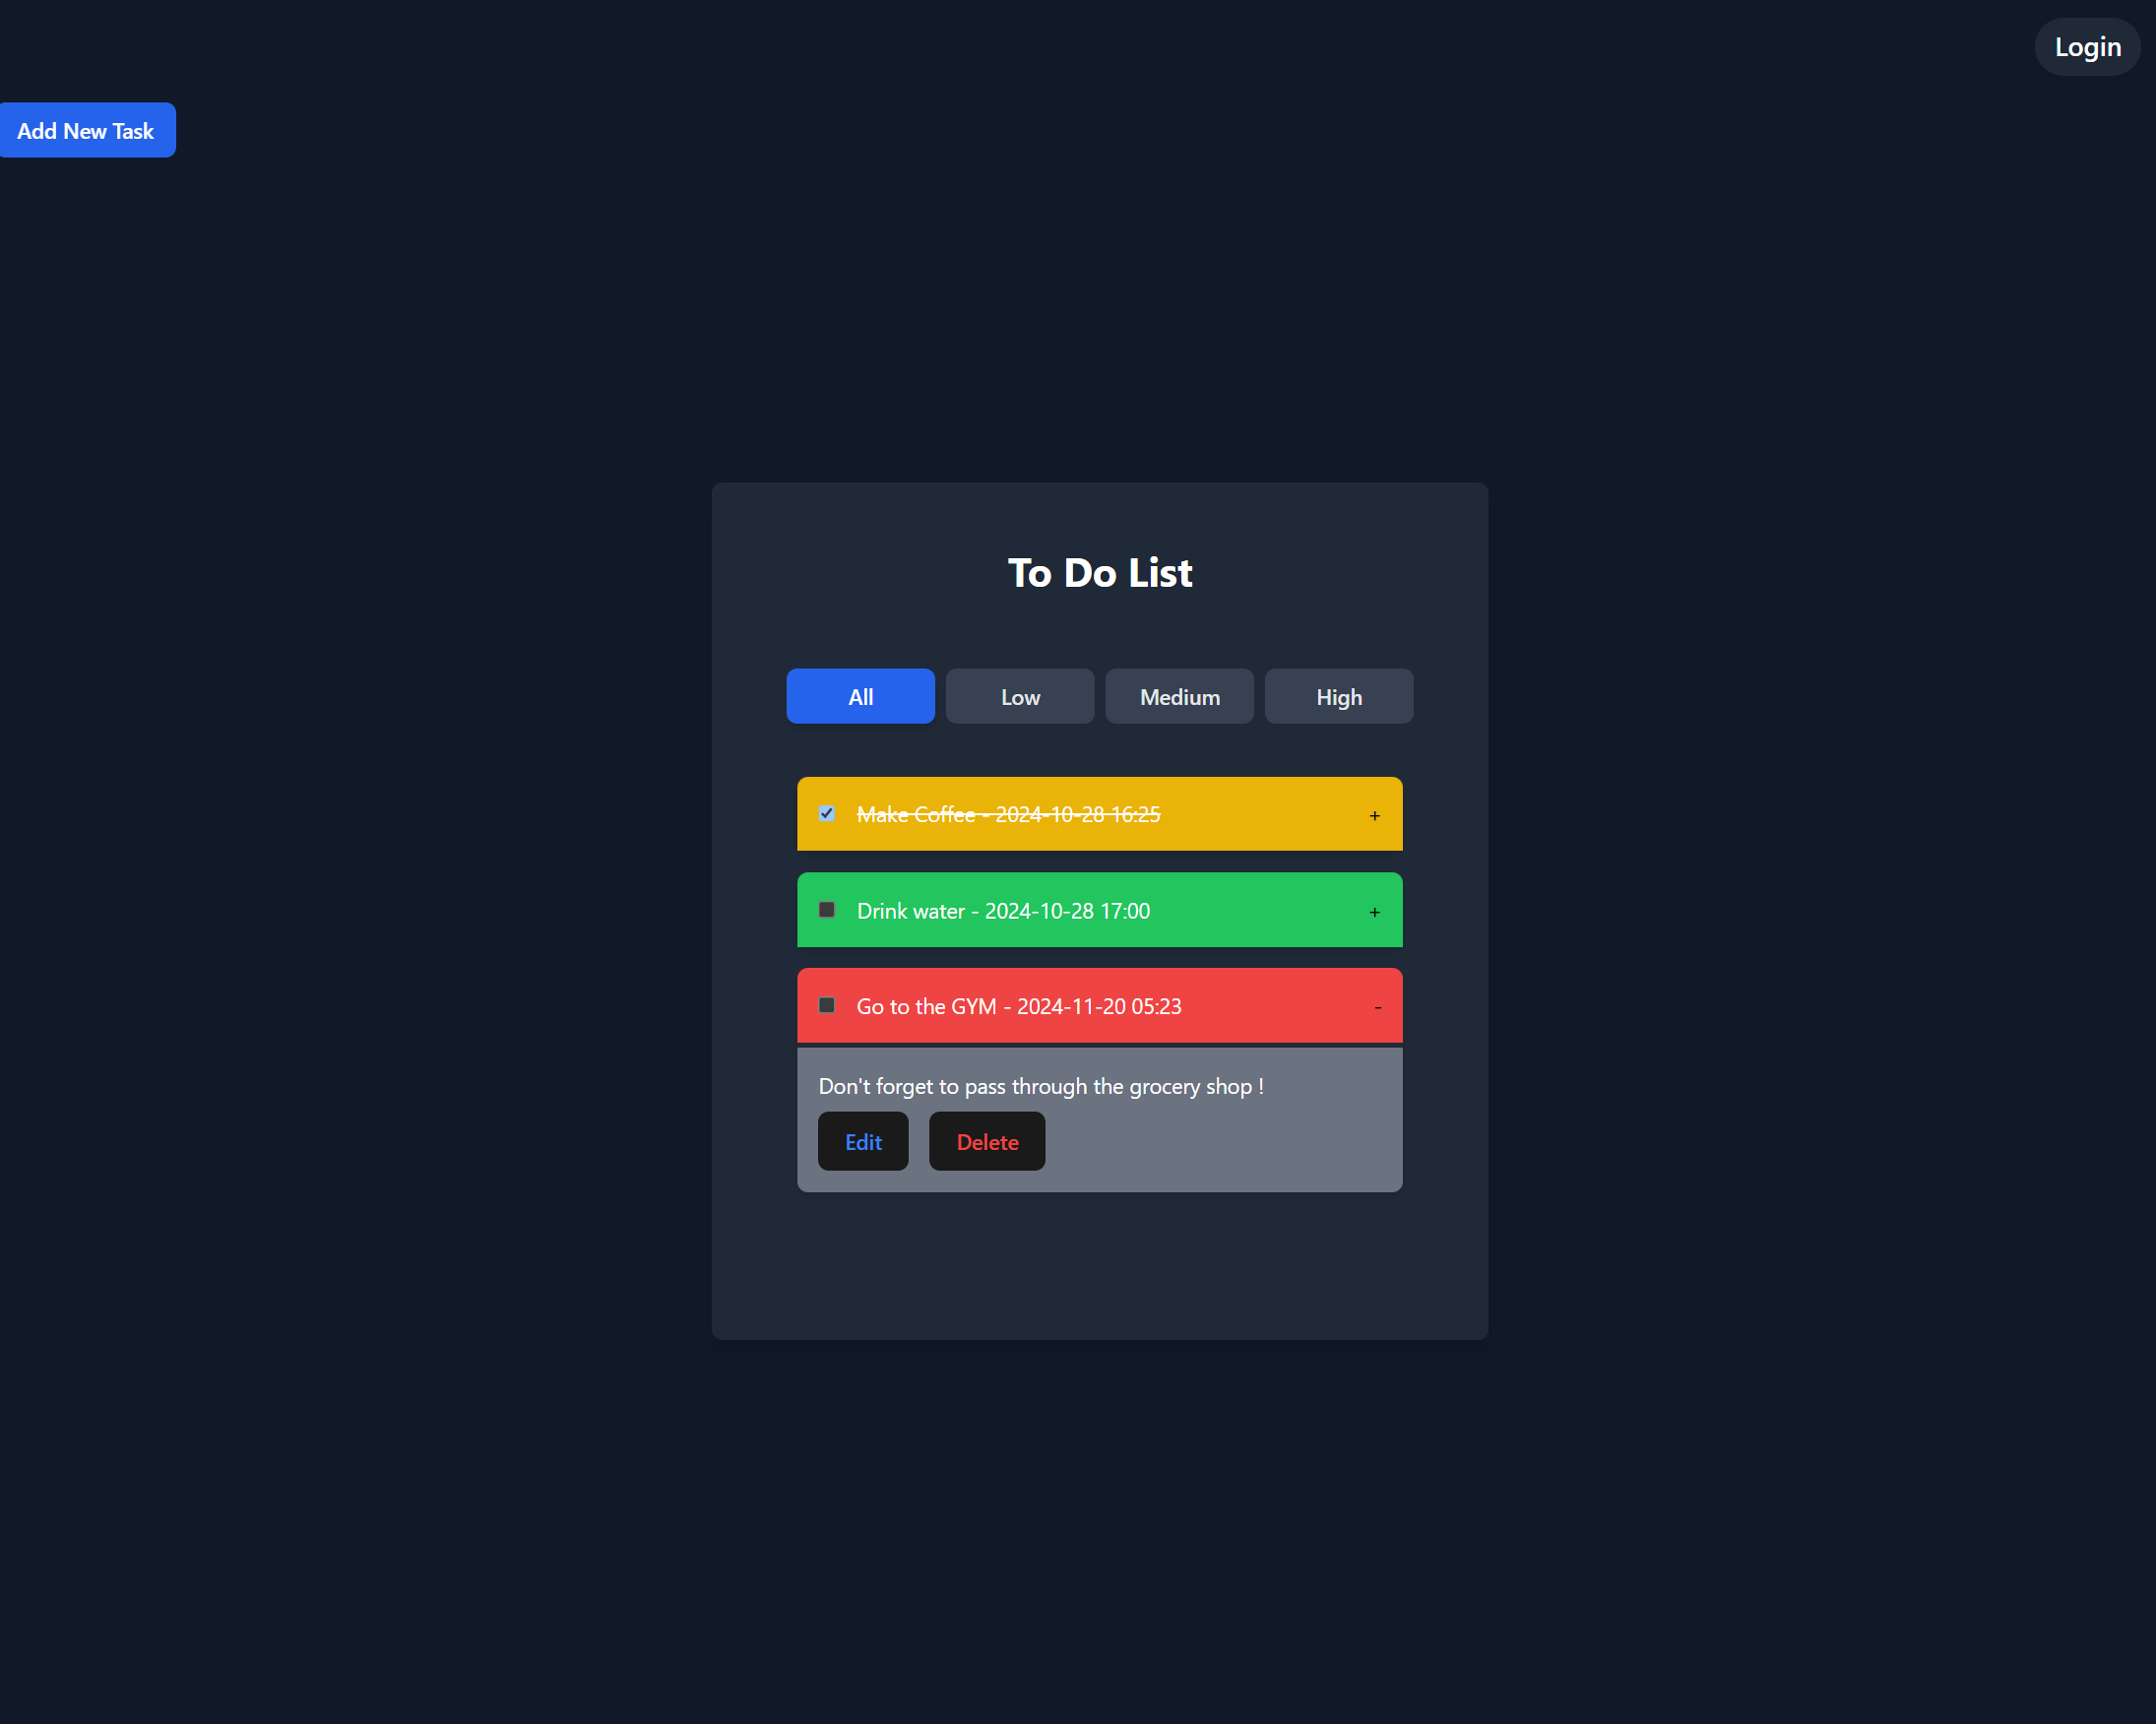 Login
Add New Task
To Do List
All Low Medium High
Make Coffee - 2024-10-28 16:25 +
Drink water - 2024-10-28 17:00 +
Go to the GYM - 2024-11-20 05:23 -
Don't forget to pass through the grocery shop !
Edit Delete